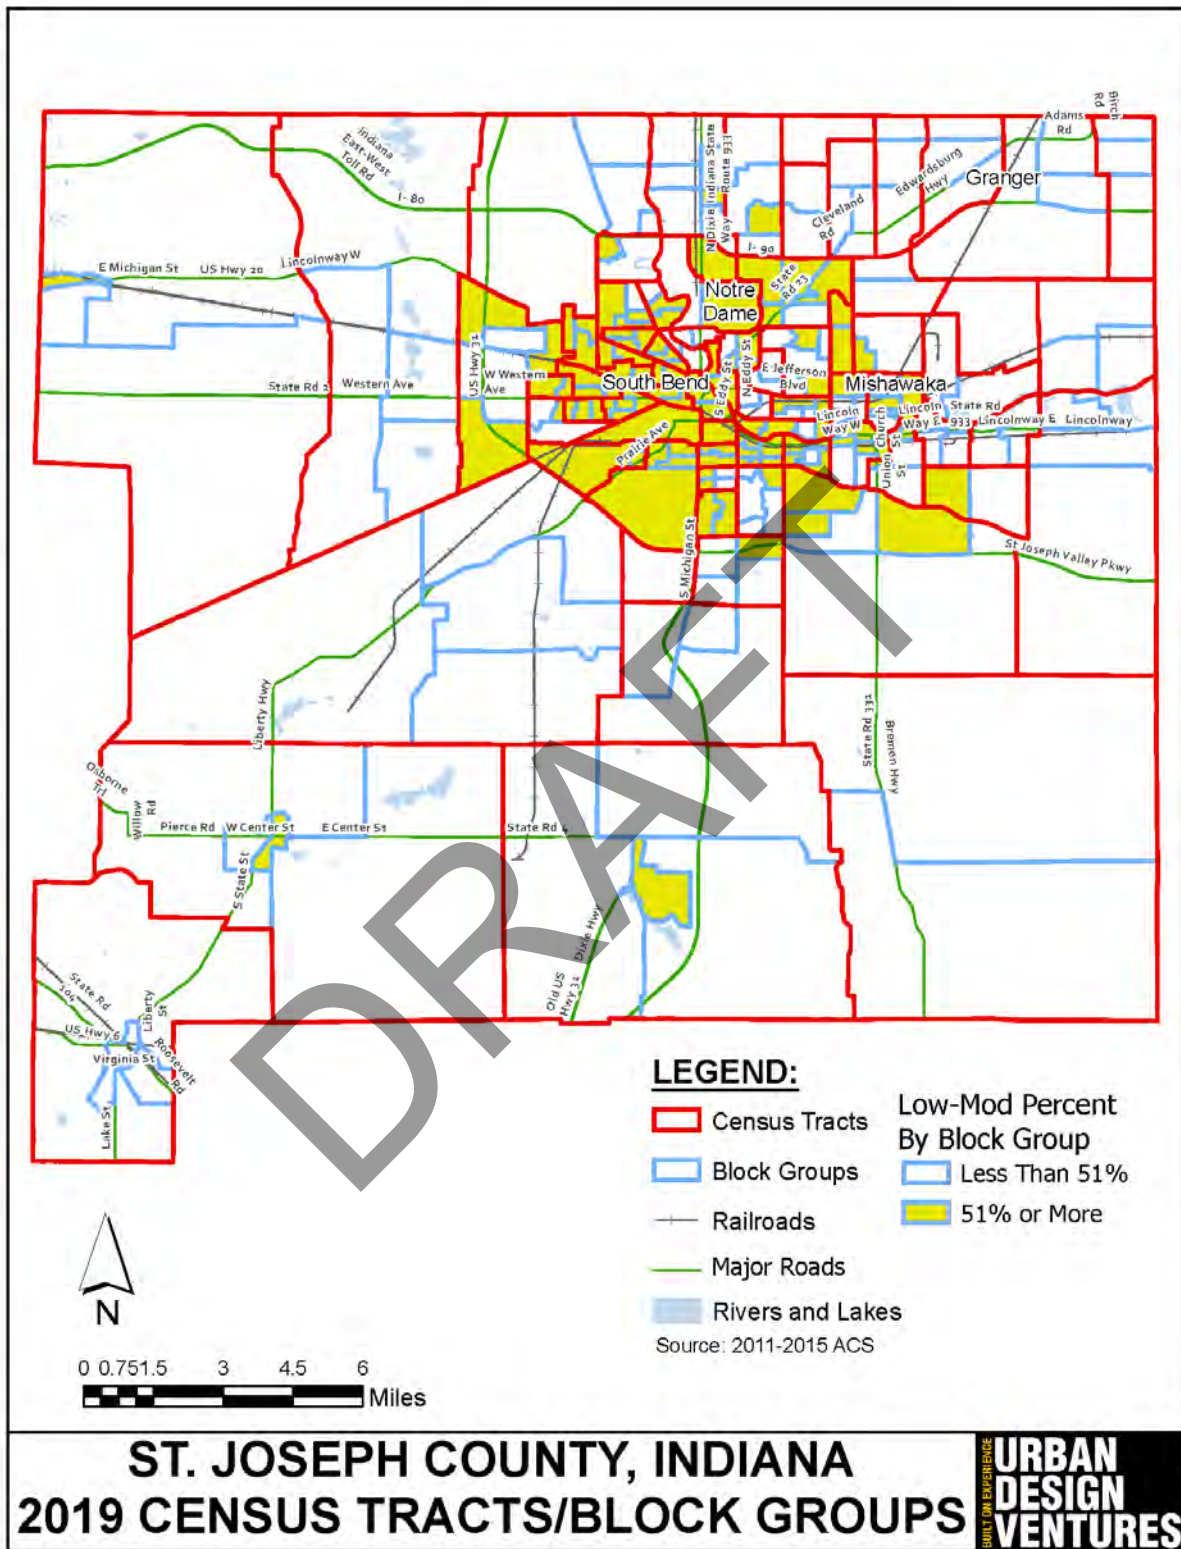 Birch
Rd
Adams
Rd
Indiana
East-West
Toll Rd
I- 80
N Dixie
Way
Indiana State
Route 933
Edwardsburg
Hwy
Granger
Cleveland
Rd
I- 90
E Michigan St
US Hwy 20
Lincolnway W
State
Rd 23
Notre
Dame
US Hwy 31
W Western
Ave
State Rd 2
Western Ave
South Bend
S Eddy St
N Eddy St
E Jefferson
Blvd
Mishawaka
Lincoln
Way W
Church
Union St
15
Lincoln
Way E
State Rd
933
Lincolnway E
Lincolnway
Prairie Ave
S Michigan St
St Joseph Valley Pkwy
Liberty Hwy
State Rd 331
Bremen Hwy
Osborne
Trl
Willow
Rd
Pierce Rd
W Center St
E Center St
State Rd 4
S State St
Old US
Hwy 31
Dixie Hwy
State Rd
104
Liberty
St
US Hwy 6
Virginia St
Roosevelt
Rd
Lake St
DRAFT
LEGEND:
Census Tracts
Block Groups
Railroads
Major Roads
Rivers and Lakes
Source: 2011-2015 ACS
Low-Mod Percent
By Block Group
Less Than 51%
51% or More
N
0 0.75 1.5 3 4.5 6
Miles
ST. JOSEPH COUNTY, INDIANA
2019 CENSUS TRACTS/BLOCK GROUPS
BUILT ON EXPERIENCE
URBAN
DESIGN
VENTURES